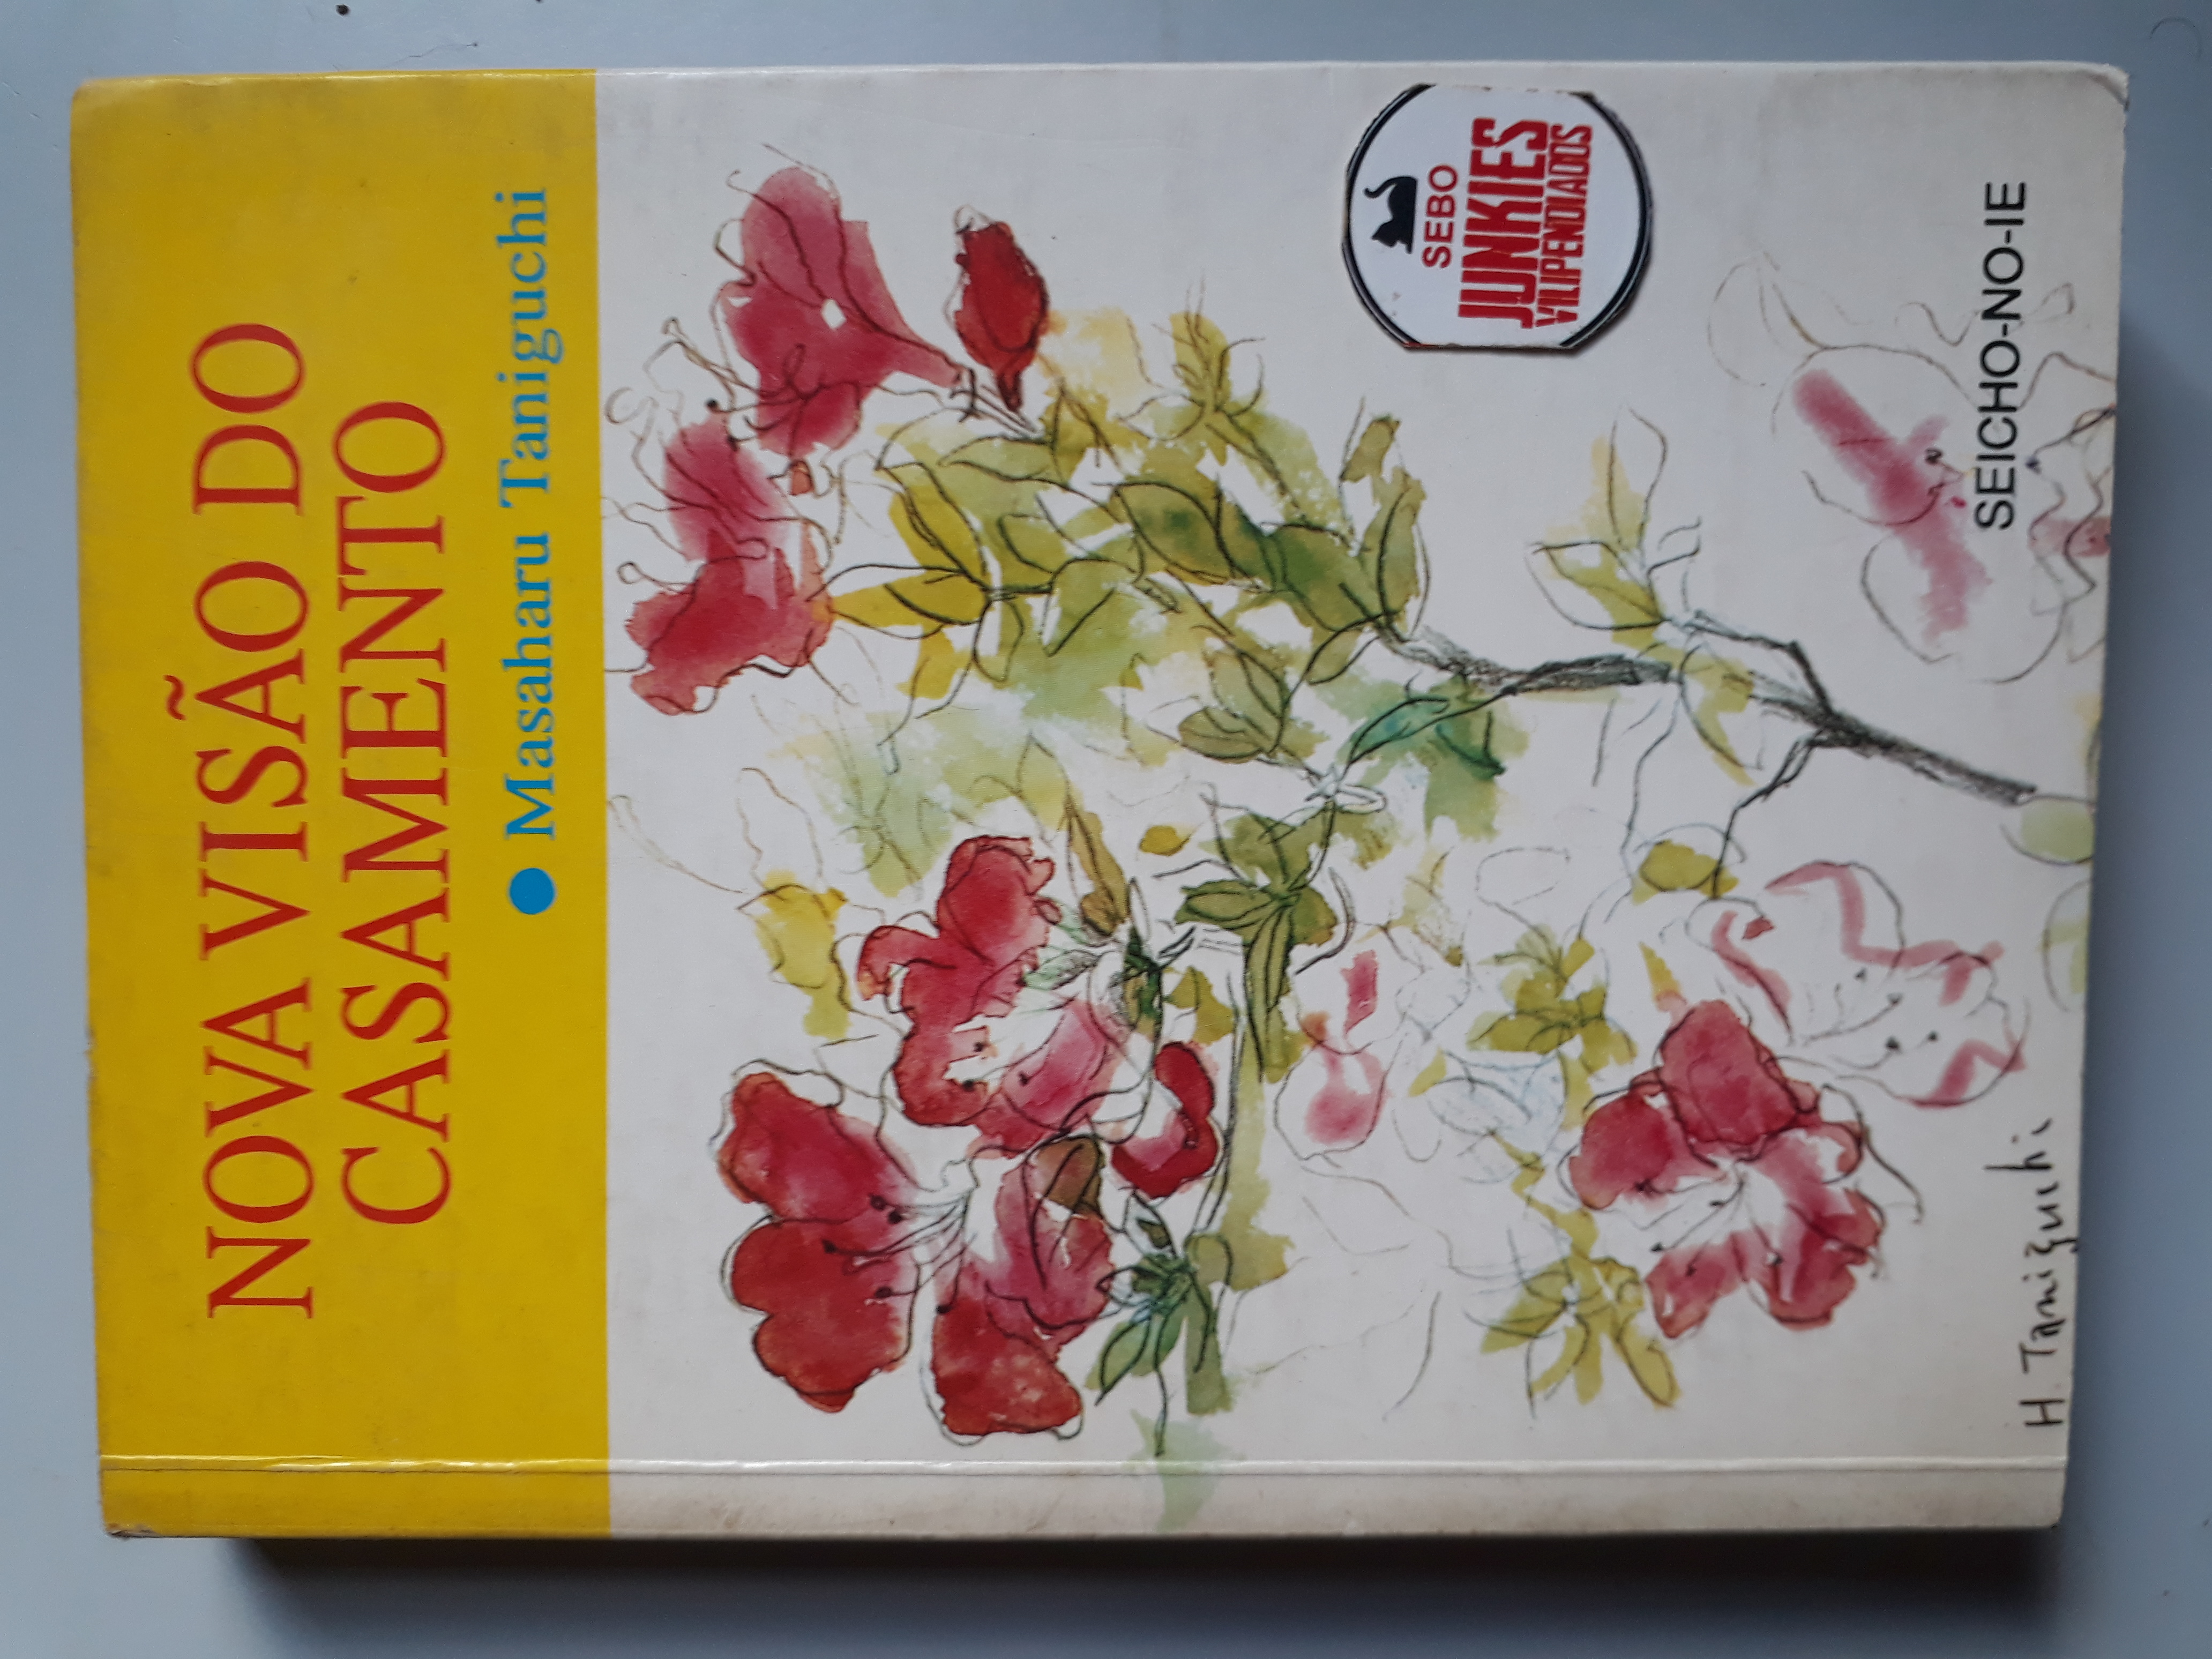 NOVA VISÃO DO
CASAMENTO
● Masaharu Taniguchi
SEBO
JUNKIES
VILIPENDIADOS
SEICHO-NO-IE
H. Taniguchi